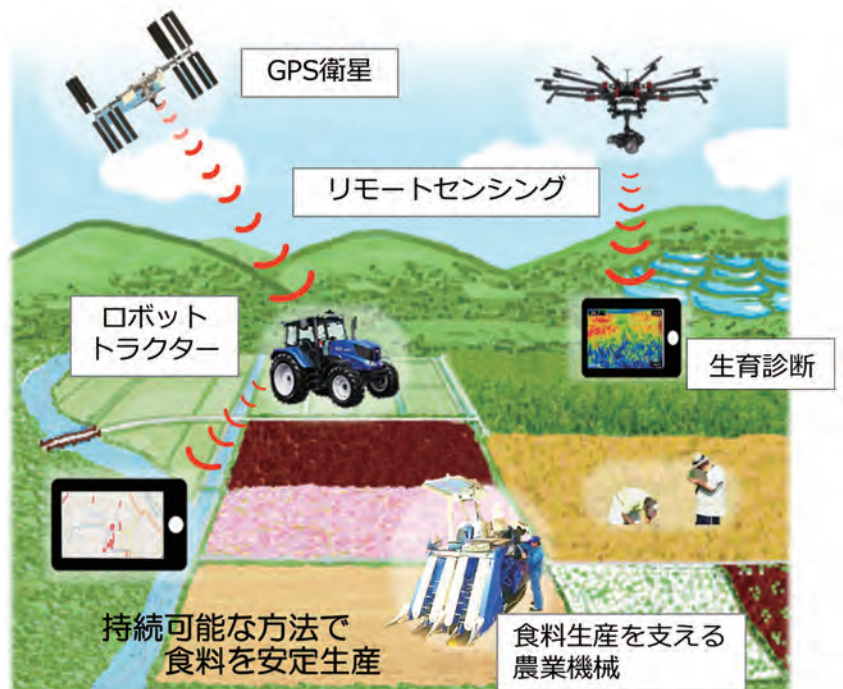 GPS衛星
リモートセンシング
ロボット
トラクター
生育診断
持続可能な方法で
食料を安定生産
食料生産を支える
農業機械